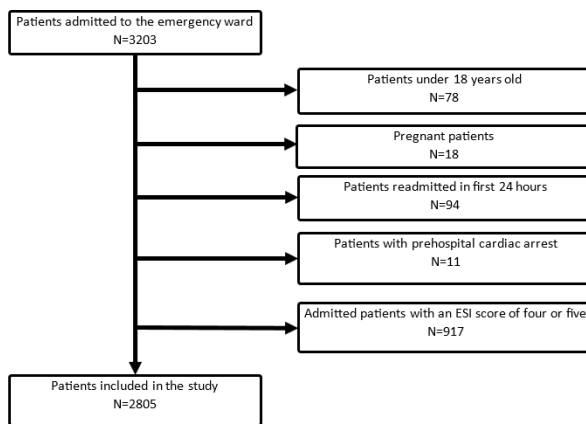 Patients admitted to the emergency ward
N=3203
Patients under 18 years old
N=78
Pregnant patients
N=18
Patients readmitted in first 24 hours
N=94
Patients with prehospital cardiac arrest
N=11
Admitted patients with an ESI score of four or five
N=917
Patients included in the study
N=2805